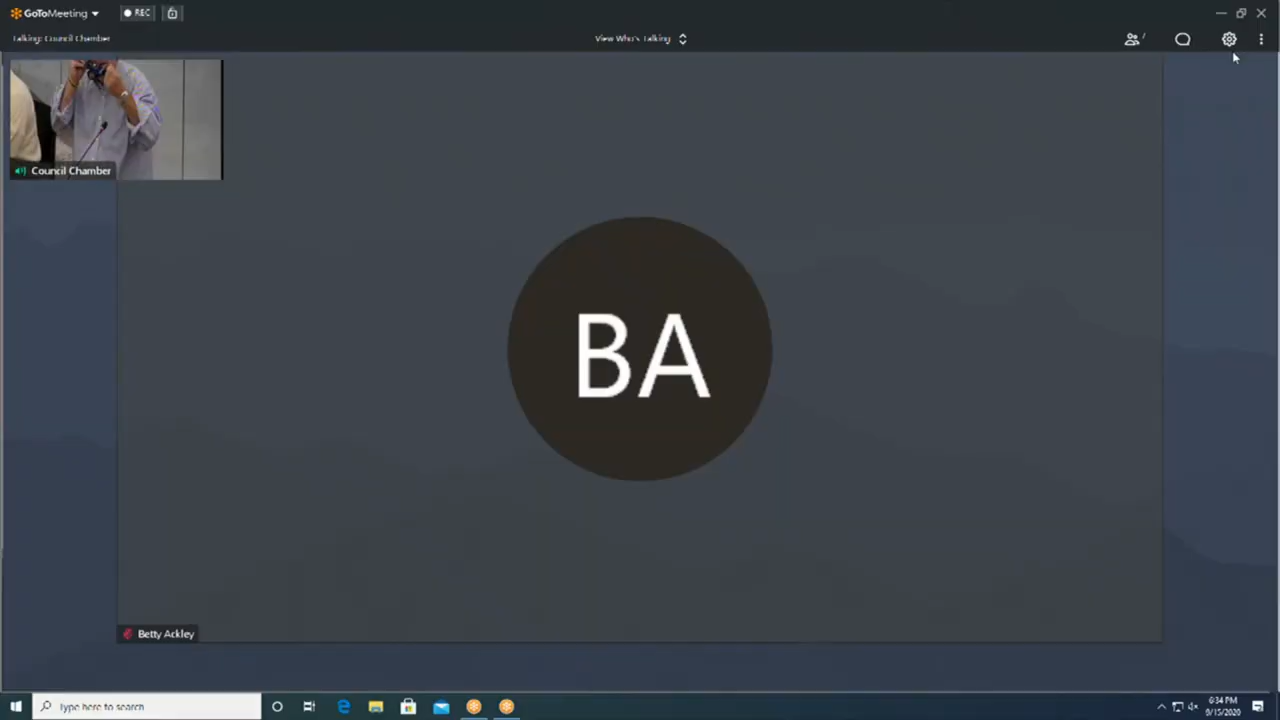 GoToMeeting
REC
Talking: Council Chamber
View Who's Talking
Council Chamber
BA
Betty Ackley
Type here to search
6:34 PM
9/15/2020